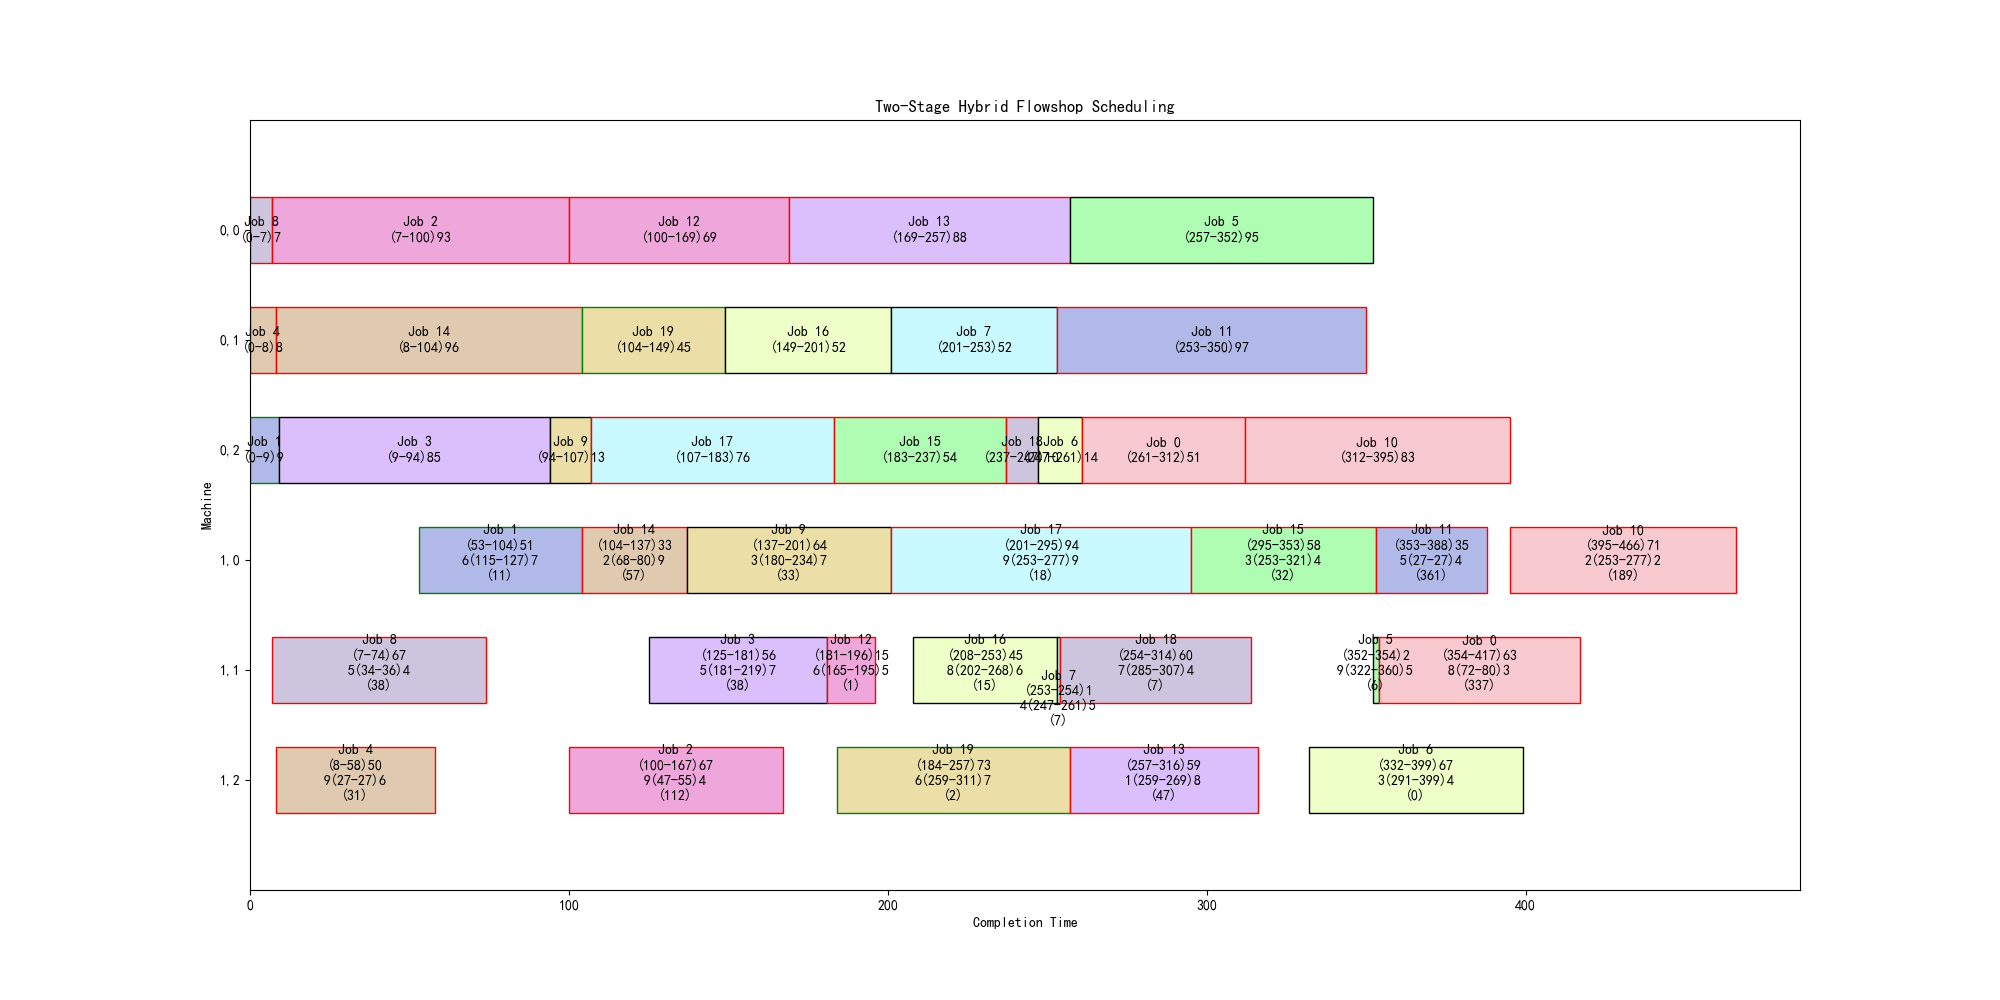 Two-Stage Hybrid Flowshop Scheduling
Machine
0,0
Job 8
(0-7)7
Job 2
(7-100)93
Job 12
(100-169)69
Job 13
(169-257)88
Job 5
(257-352)95
0,1
Job 4
(0-8)8
Job 14
(8-104)96
Job 19
(104-149)45
Job 16
(149-201)52
Job 7
(201-253)52
Job 11
(253-350)97
0,2
Job 1
(0-9)9
Job 3
(9-94)85
Job 9
(94-107)13
Job 17
(107-183)76
Job 15
(183-237)54
Job 18
(237-247)10
Job 6
(247-261)14
Job 0
(261-312)51
Job 10
(312-395)83
1,0
Job 1
(53-104)51
6(115-127)7
(11)
Job 14
(104-137)33
2(68-80)9
(57)
Job 9
(137-201)64
3(180-234)7
(33)
Job 17
(201-295)94
9(253-277)9
(18)
Job 15
(295-353)58
3(253-321)4
(32)
Job 11
(353-388)35
5(27-27)4
(361)
Job 10
(395-466)71
2(253-277)2
(189)
1,1
Job 8
(7-74)67
5(34-36)4
(38)
Job 3
(125-181)56
5(181-219)7
(38)
Job 12
(181-196)15
6(165-195)5
(1)
Job 16
(208-253)45
8(202-268)6
(15)
Job 7
(253-254)1
4(247-261)5
(7)
Job 18
(254-314)60
7(285-307)4
(7)
Job 5
(352-354)2
9(322-360)5
(6)
Job 0
(354-417)63
8(72-80)3
(337)
1,2
Job 4
(8-58)50
9(27-27)6
(31)
Job 2
(100-167)67
9(47-55)4
(112)
Job 19
(184-257)73
6(259-311)7
(2)
Job 13
(257-316)59
1(259-269)8
(47)
Job 6
(332-399)67
3(291-399)4
(0)
0
100
200
300
400
Completion Time